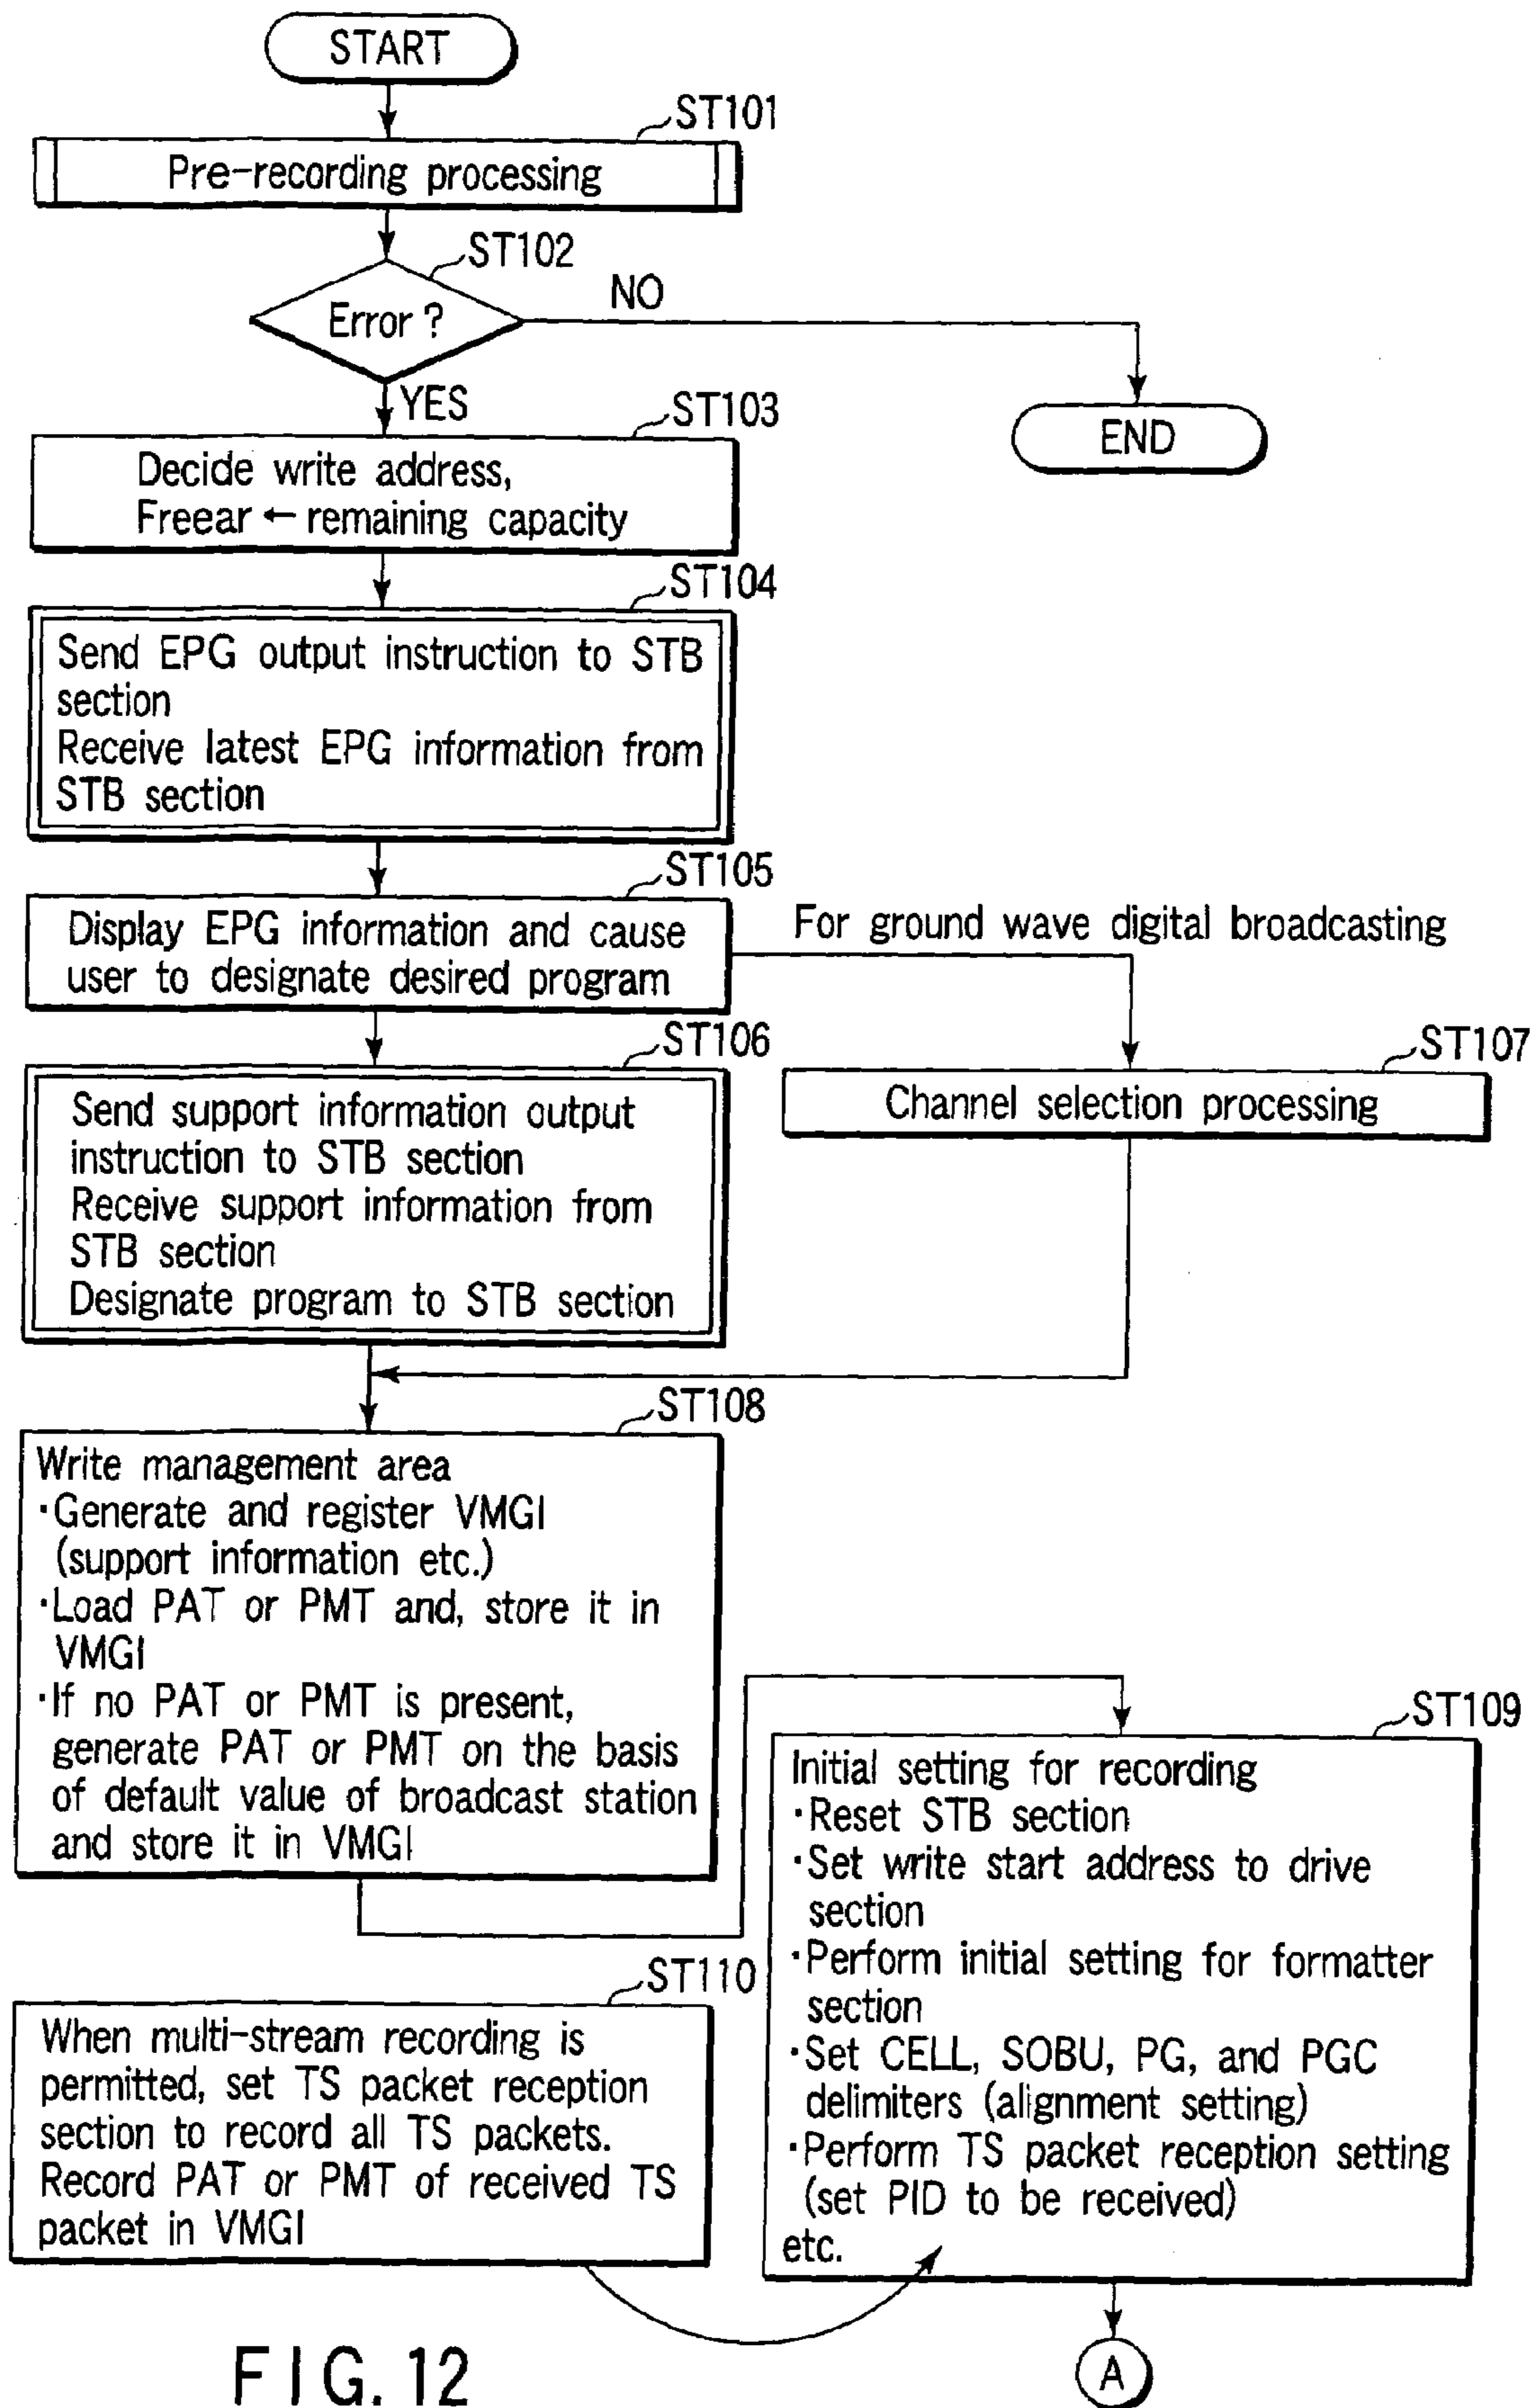 START
ST101
Pre-recording processing
ST102
Error ?
NO
YES
END
ST103
Decide write address,
Freear ← remaining capacity
ST104
Send EPG output instruction to STB
section
Receive latest EPG information from
STB section
ST105
Display EPG information and cause
user to designate desired program
For ground wave digital broadcasting
ST106
Send support information output
instruction to STB section
Receive support information from
STB section
Designate program to STB section
ST107
Channel selection processing
ST108
Write management area
·Generate and register VMGI
(support information etc.)
·Load PAT or PMT and, store it in
VMGI
·If no PAT or PMT is present,
generate PAT or PMT on the basis
of default value of broadcast station
and store it in VMGI
ST109
Initial setting for recording
·Reset STB section
·Set write start address to drive
section
·Perform initial setting for formatter
section
·Set CELL, SOBU, PG, and PGC
delimiters (alignment setting)
·Perform TS packet reception setting
(set PID to be received)
etc.
ST110
When multi-stream recording is
permitted, set TS packet reception
section to record all TS packets.
Record PAT or PMT of received TS
packet in VMGI
A
FIG. 12